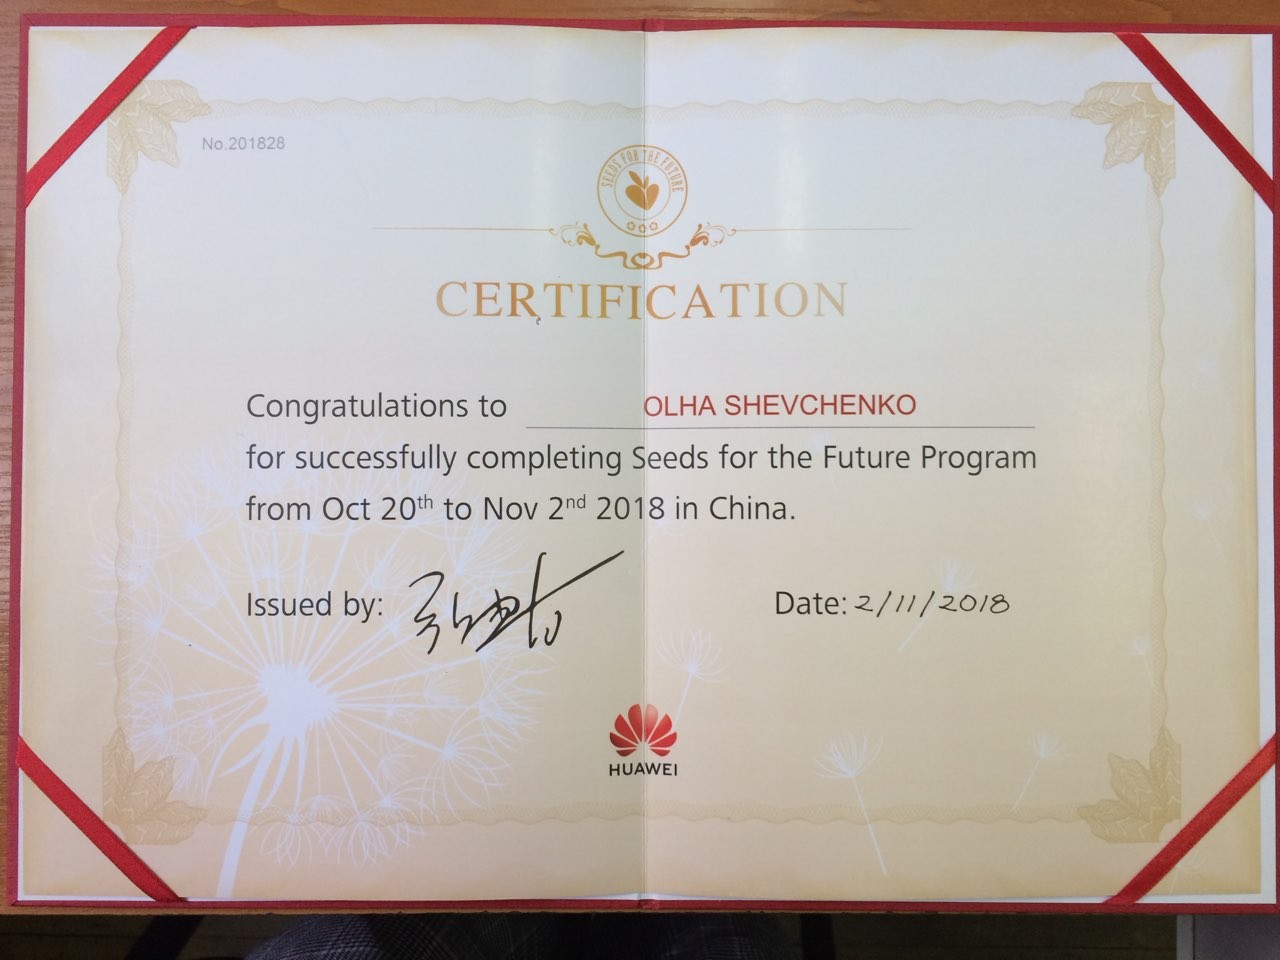 No.201828
SEEDS FOR THE FUTURE
CERTIFICATION
Congratulations to OLHA SHEVCHENKO
for successfully completing Seeds for the Future Program
from Oct 20th to Nov 2nd 2018 in China.
Issued by:
Date: 2/11/2018
HUAWEI